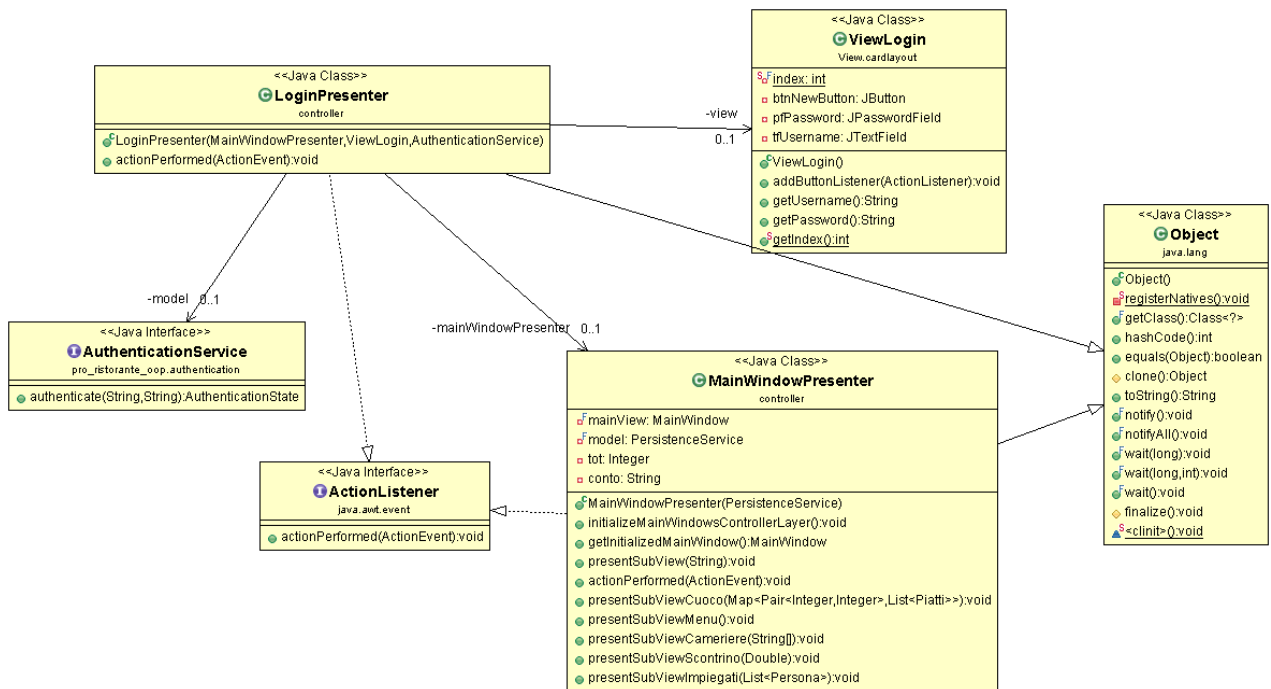 <<Java Class>>
LoginPresenter
controller
LoginPresenter(MainWindowPresenter,ViewLogin,AuthenticationService)
actionPerformed(ActionEvent):void
-view
0..1
<<Java Class>>
ViewLogin
View.cardlayout
index: int
btnNewButton: JButton
pfPassword: JPasswordField
tfUsername: JTextField
ViewLogin()
addButtonListener(ActionListener):void
getUsername():String
getPassword():String
getIndex():int
<<Java Class>>
Object
java.lang
Object()
registerNatives():void
getClass():Class<?>
hashCode():int
equals(Object):boolean
clone():Object
toString():String
notify():void
notifyAll():void
wait(long):void
wait(long,int):void
wait():void
finalize():void
<clinit>():void
-model 0..1
<<Java Interface>>
AuthenticationService
pro_ristorante_oop.authentication
authenticate(String,String):AuthenticationState
-mainWindowPresenter 0..1
<<Java Interface>>
ActionListener
java.awt.event
actionPerformed(ActionEvent):void
<<Java Class>>
MainWindowPresenter
controller
mainView: MainWindow
model: PersistenceService
tot: Integer
conto: String
MainWindowPresenter(PersistenceService)
initializeMainWindowsControllerLayer():void
getInitializedMainWindow():MainWindow
presentSubView(String):void
actionPerformed(ActionEvent):void
presentSubViewCuoco(Map<Pair<Integer,Integer>,List<Piatti>>):void
presentSubViewMenu():void
presentSubViewCameriere(String[]):void
presentSubViewScontrino(Double):void
presentSubViewImpiegati(List<Persona>):void